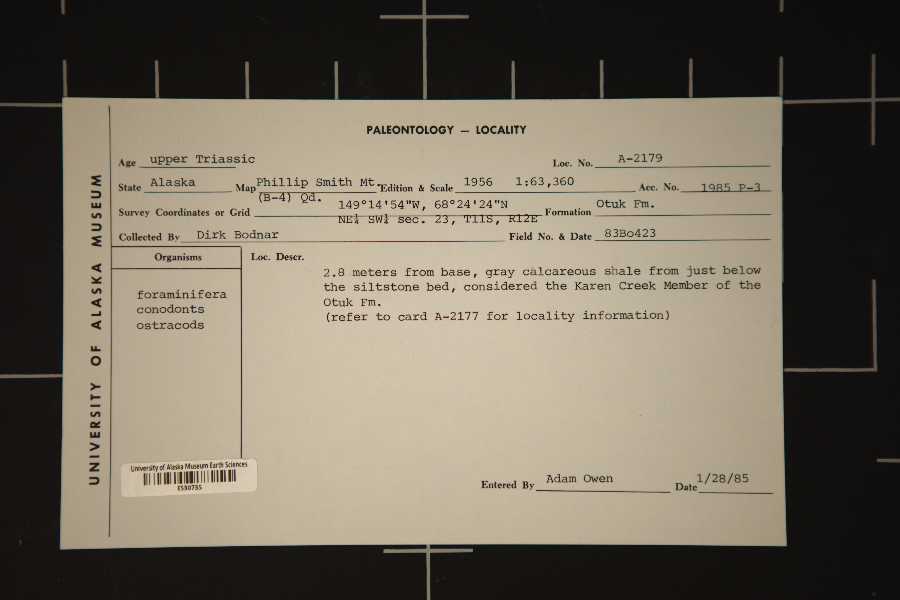 PALEONTOLOGY — LOCALITY
Age upper Triassic Loc. No. A-2179
State Alaska Map Phillip Smith Mt. Edition & Scale 1956 1:63,360 Acc. No. 1985 P-3
(B-4) Qd.
Survey Coordinates or Grid 149°14'54"W, 68°24'24"N Formation Otuk Fm.
NE¼ SW¼ sec. 23, T11S, R12E
Collected By Dirk Bodnar Field No. & Date 83Bo423
Organisms Loc. Descr.
2.8 meters from base, gray calcareous shale from just below
the siltstone bed, considered the Karen Creek Member of the
Otuk Fm.
(refer to card A-2177 for locality information)
foraminifera
conodonts
ostracods
University of Alaska Museum Earth Sciences
ES30735
Entered By Adam Owen Date 1/28/85
UNIVERSITY OF ALASKA MUSEUM